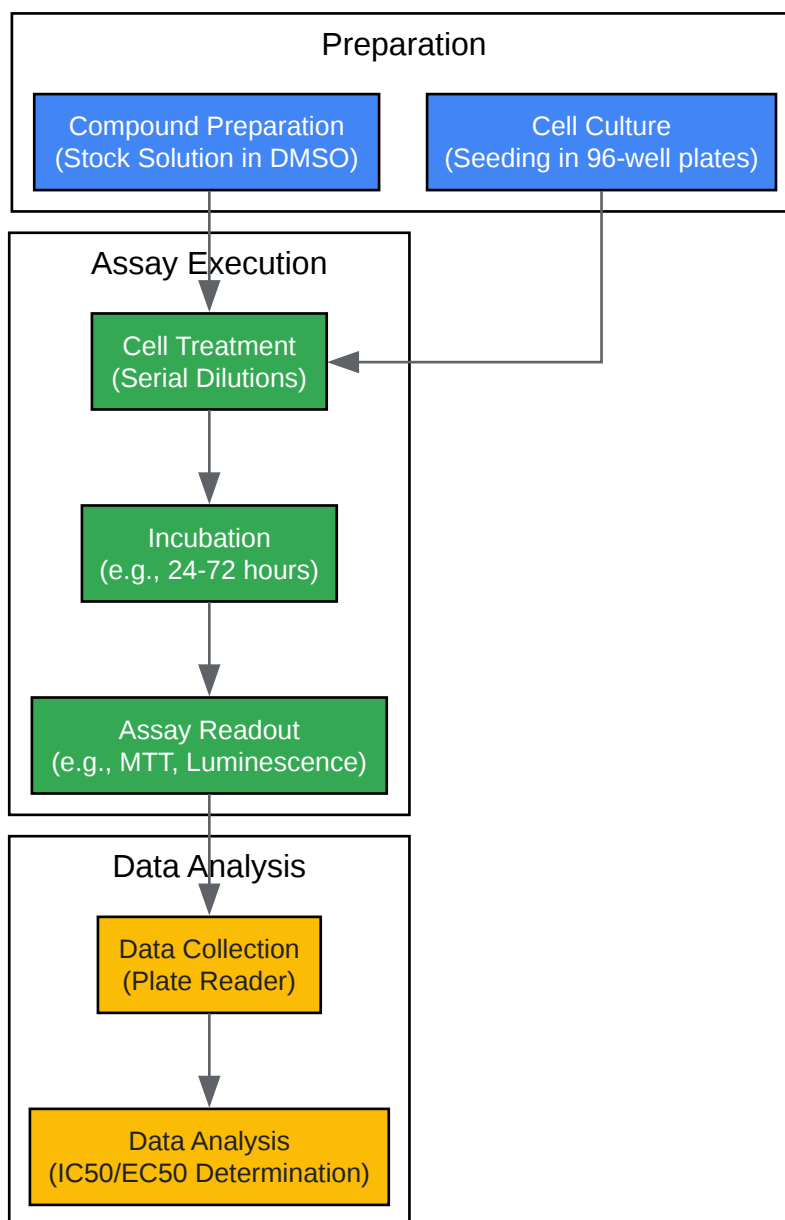 Preparation
Compound Preparation
(Stock Solution in DMSO)
Cell Culture
(Seeding in 96-well plates)
Assay Execution
Cell Treatment
(Serial Dilutions)
Incubation
(e.g., 24-72 hours)
Assay Readout
(e.g., MTT, Luminescence)
Data Analysis
Data Collection
(Plate Reader)
Data Analysis
(IC50/EC50 Determination)